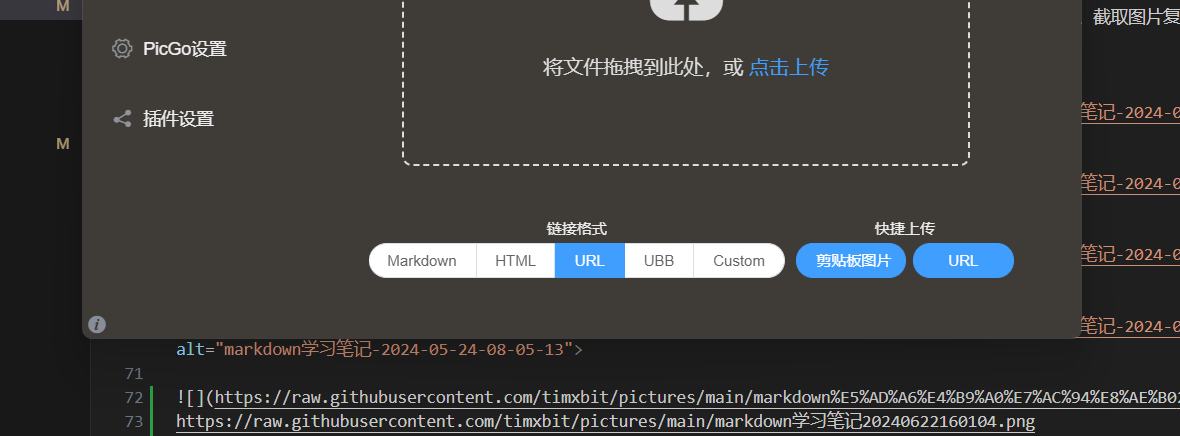 M
截取图片复
PicGo设置
将文件拖拽到此处，或 点击上传
笔记-2024-0
插件设置
M
笔记-2024-0
链接格式
快捷上传
Markdown
HTML
URL
UBB
Custom
剪贴板图片
URL
笔记-2024-0
i
笔记-2024-0
alt="markdown学习笔记-2024-05-24-08-05-13">
71
72 ![](https://raw.githubusercontent.com/timxbit/pictures/main/markdown%E5%AD%A6%E4%B9%A0%E7%AC%94%E8%AE%B02
73 https://raw.githubusercontent.com/timxbit/pictures/main/markdown学习笔记20240622160104.png